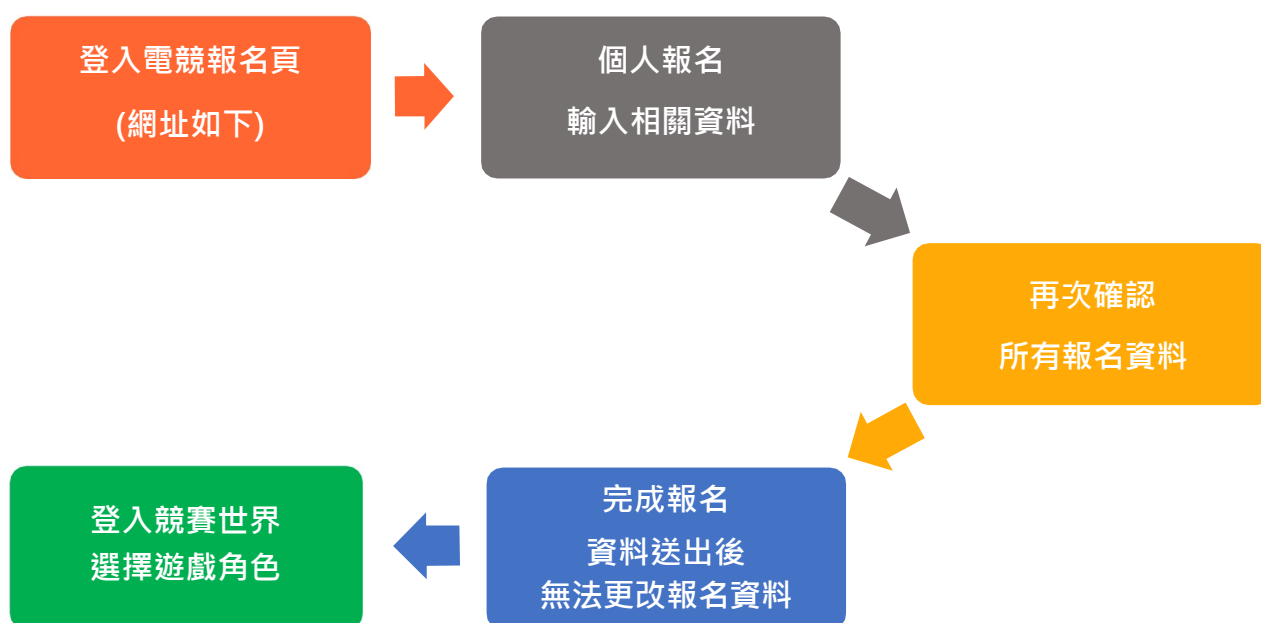 登入電競報名頁
(網址如下)
個人報名
輸入相關資料
再次確認
所有報名資料
完成報名
資料送出後
無法更改報名資料
登入競賽世界
選擇遊戲角色